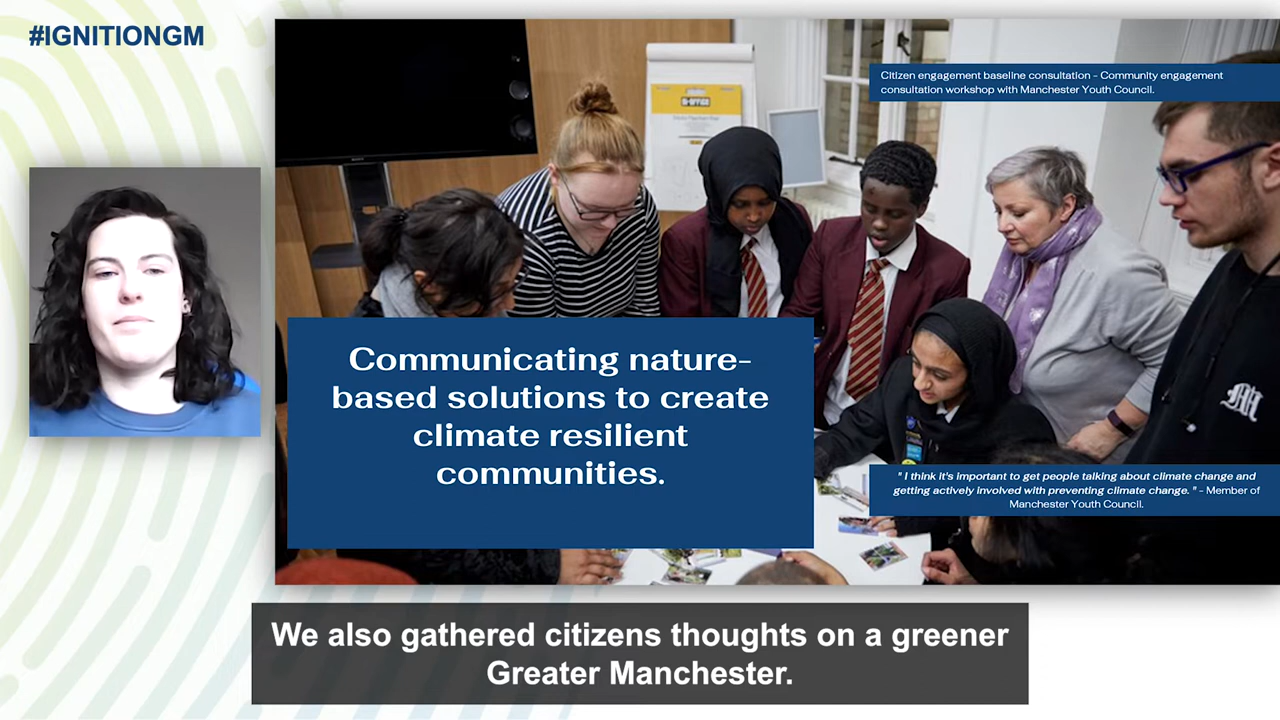 #IGNITIONGM
Citizen engagement baseline consultation - Community engagement
consultation workshop with Manchester Youth Council.
Communicating nature-
based solutions to create
climate resilient
communities.
" I think it's important to get people talking about climate change and
getting actively involved with preventing climate change. " - Member of
Manchester Youth Council.
We also gathered citizens thoughts on a greener
Greater Manchester.